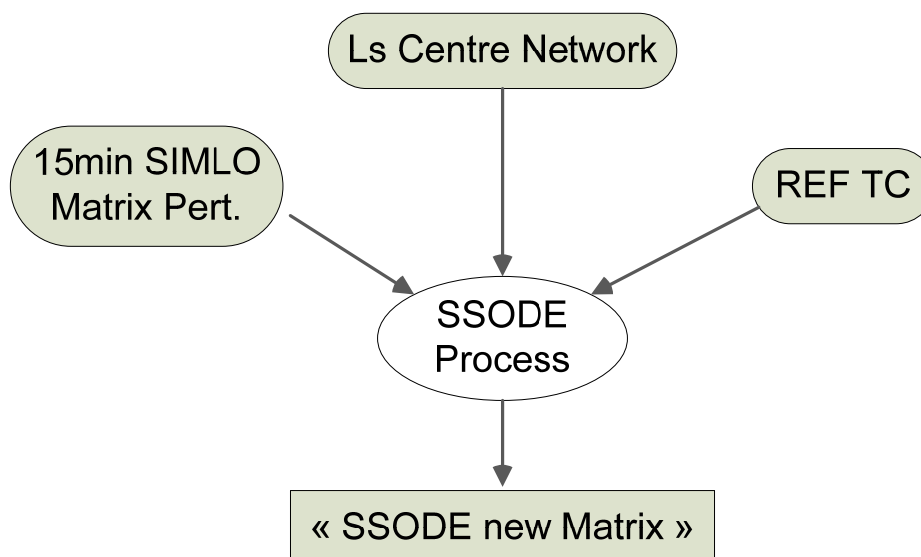 Ls Centre Network
15min SIMLO
Matrix Pert.
REF TC
SSODE
Process
« SSODE new Matrix »